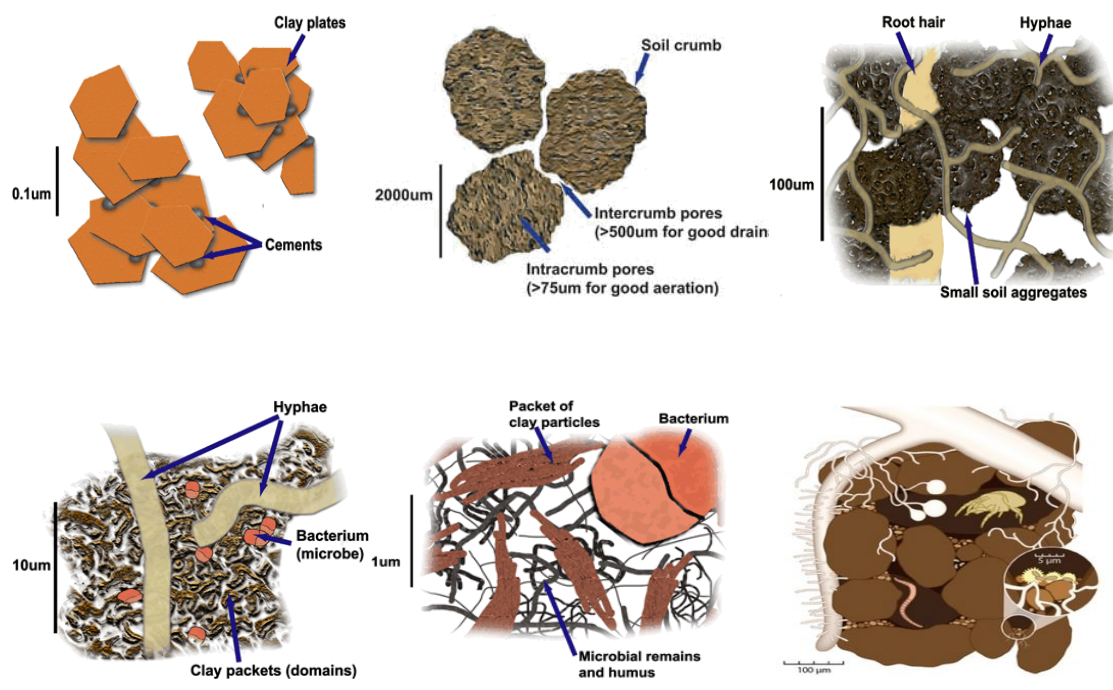 Clay plates
0.1um
Cements
Soil crumb
2000um
Intercrumb pores
(>500um for good drain
Intracrumb pores
(>75um for good aeration)
Root hair
Hyphae
100um
Small soil aggregates
Hyphae
10um
Bacterium
(microbe)
Clay packets (domains)
Packet of
clay particles
Bacterium
1um
Microbial remains
and humus
5 µm
100 µm